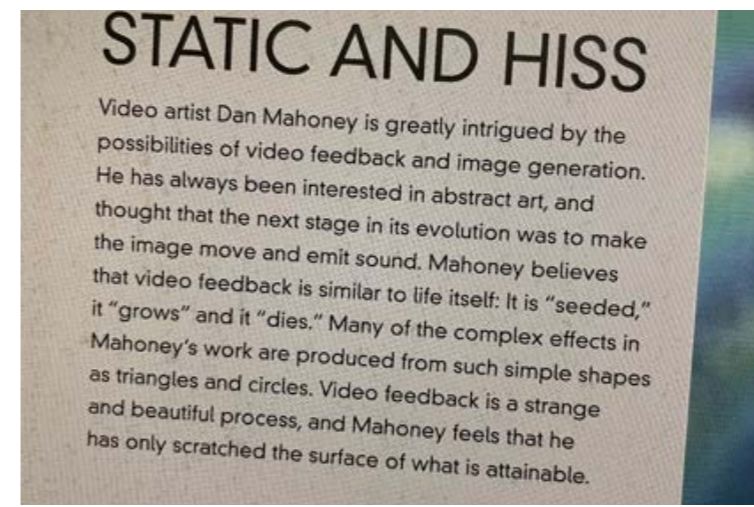 STATIC AND HISS
Video artist Dan Mahoney is greatly intrigued by the
possibilities of video feedback and image generation.
He has always been interested in abstract art, and
thought that the next stage in its evolution was to make
the image move and emit sound. Mahoney believes
that video feedback is similar to life itself: It is “seeded,”
it “grows” and it “dies.” Many of the complex effects in
Mahoney’s work are produced from such simple shapes
as triangles and circles. Video feedback is a strange
and beautiful process, and Mahoney feels that he
has only scratched the surface of what is attainable.